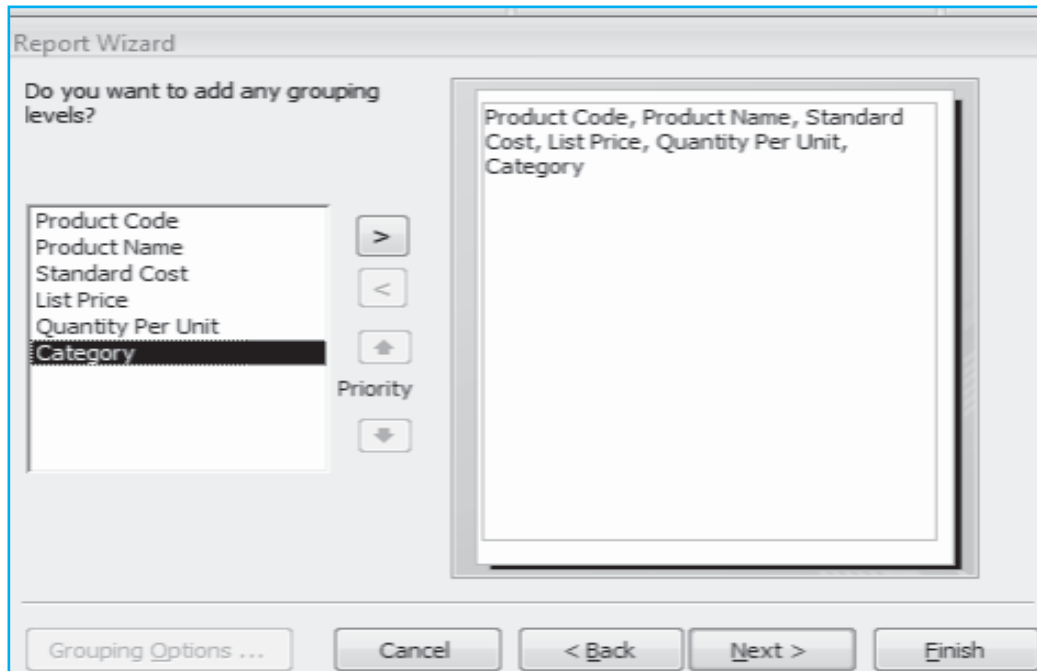 Report Wizard
Do you want to add any grouping
levels?
Product Code
Product Name
Standard Cost
List Price
Quantity Per Unit
Category
>
<
Priority
Product Code, Product Name, Standard
Cost, List Price, Quantity Per Unit,
Category
Grouping Options ...
Cancel
< Back
Next >
Finish